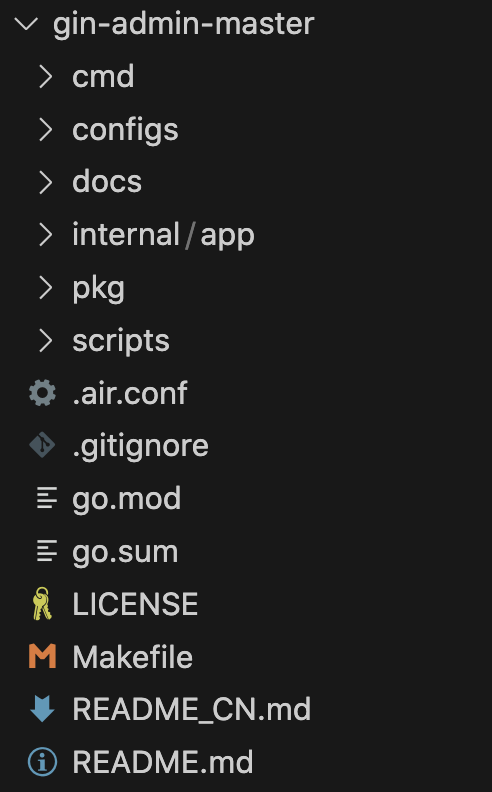 gin-admin-master
cmd
configs
docs
internal/app
pkg
scripts
.air.conf
.gitignore
go.mod
go.sum
LICENSE
Makefile
README_CN.md
README.md